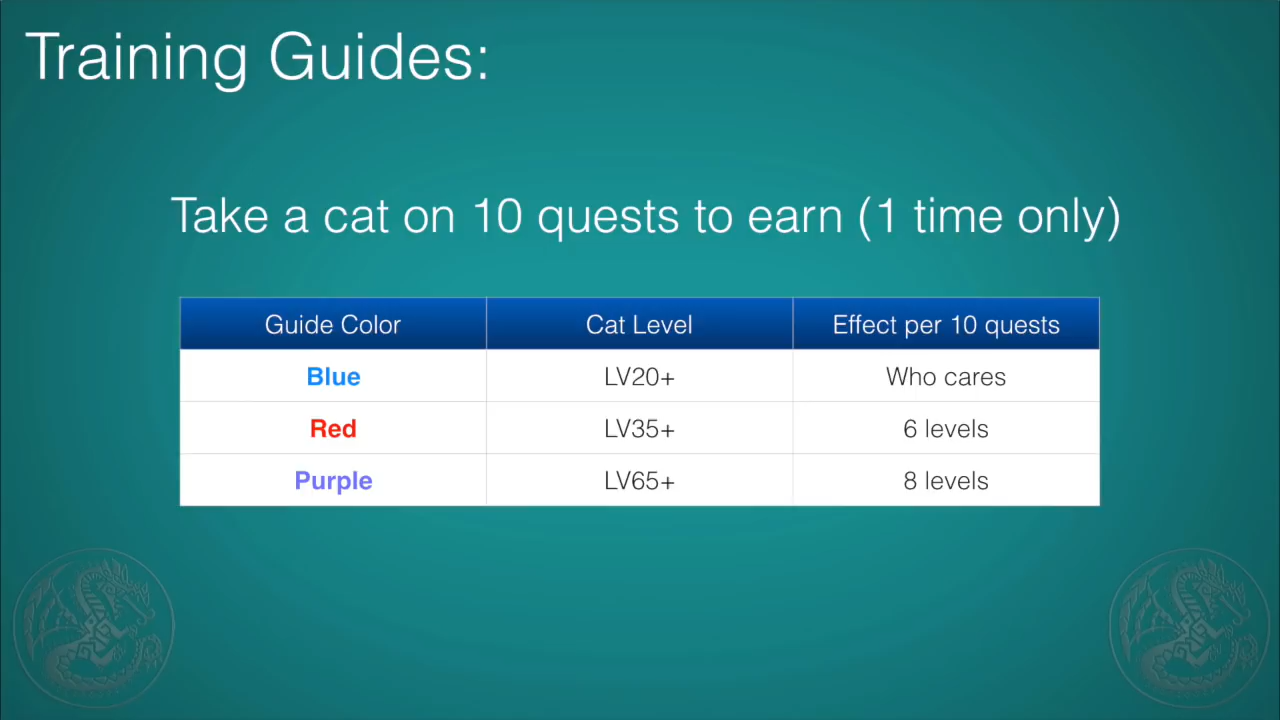 Training Guides:
Take a cat on 10 quests to earn (1 time only)
Guide Color Cat Level Effect per 10 quests
Blue LV20+ Who cares
Red LV35+ 6 levels
Purple LV65+ 8 levels